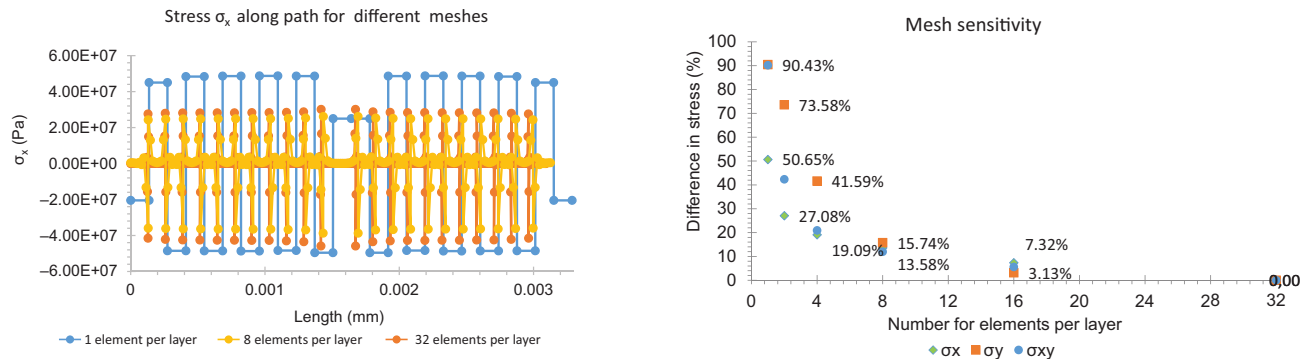 Stress σx along path for different meshes
6.00E+07
4.00E+07
2.00E+07
0.00E+00
−2.00E+07
−4.00E+07
−6.00E+07
σx (Pa)
0
0.001
0.002
0.003
Length (mm)
1 element per layer
8 elements per layer
32 elements per layer
Mesh sensitivity
100
90
80
70
60
50
40
30
20
10
0
Difference in stress (%)
90.43%
73.58%
50.65%
41.59%
27.08%
19.09%
15.74%
13.58%
7.32%
3.13%
0,00
0
4
8
12
16
20
24
28
32
Number for elements per layer
σx
σy
σxy